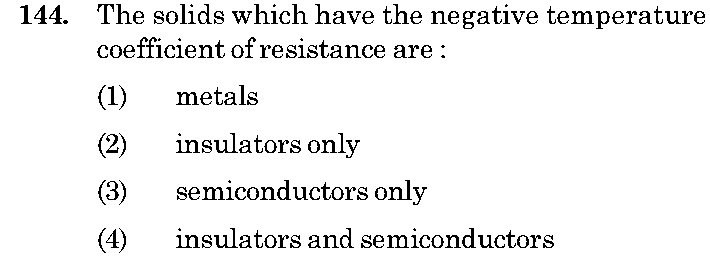 144. The solids which have the negative temperature
coefficient of resistance are :
(1) metals
(2) insulators only
(3) semiconductors only
(4) insulators and semiconductors